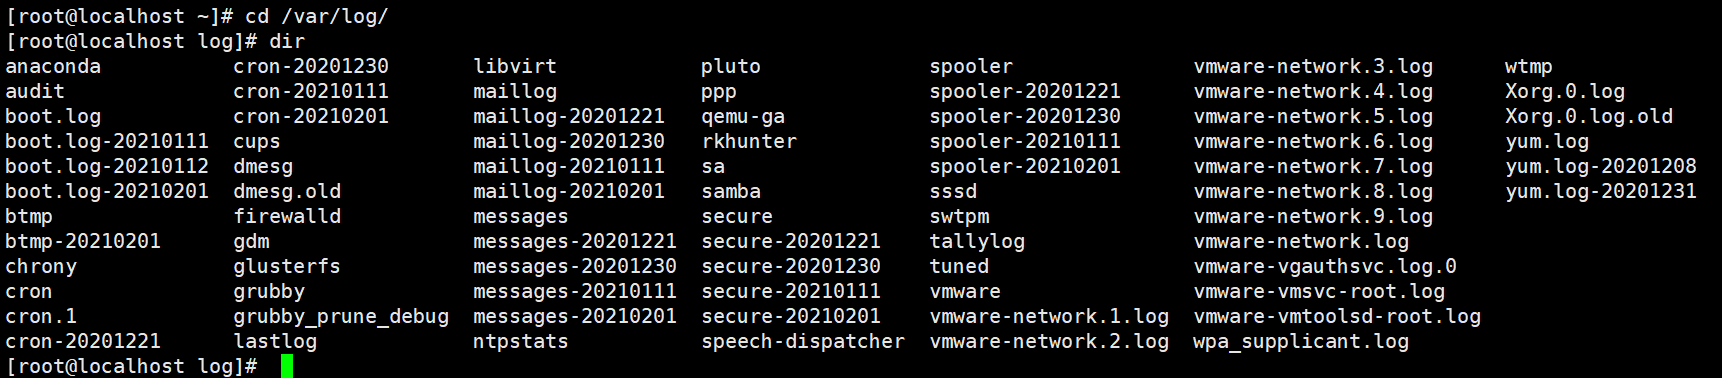 [root@localhost ~]# cd /var/log/
[root@localhost log]# dir
anaconda cron-20201230 libvirt pluto spooler vmware-network.3.log wtmp
audit cron-20210111 maillog ppp spooler-20201221 vmware-network.4.log Xorg.0.log
boot.log cron-20210201 maillog-20201221 qemu-ga spooler-20201230 vmware-network.5.log Xorg.0.log.old
boot.log-20210111 cups maillog-20201230 rkhunter spooler-20210111 vmware-network.6.log yum.log
boot.log-20210112 dmesg maillog-20210111 sa spooler-20210201 vmware-network.7.log yum.log-20201208
boot.log-20210201 dmesg.old maillog-20210201 samba sssd vmware-network.8.log yum.log-20201231
btmp firewalld messages secure swtpm vmware-network.9.log
btmp-20210201 gdm messages-20201221 secure-20201221 tallylog vmware-network.log
chrony glusterfs messages-20201230 secure-20201230 tuned vmware-vgauthsvc.log.0
cron grubby messages-20210111 secure-20210111 vmware vmware-vmsvc-root.log
cron.1 grubby_prune_debug messages-20210201 secure-20210201 vmware-network.1.log vmware-vmtoolsd-root.log
cron-20201221 lastlog ntpstats speech-dispatcher vmware-network.2.log wpa_supplicant.log
[root@localhost log]#